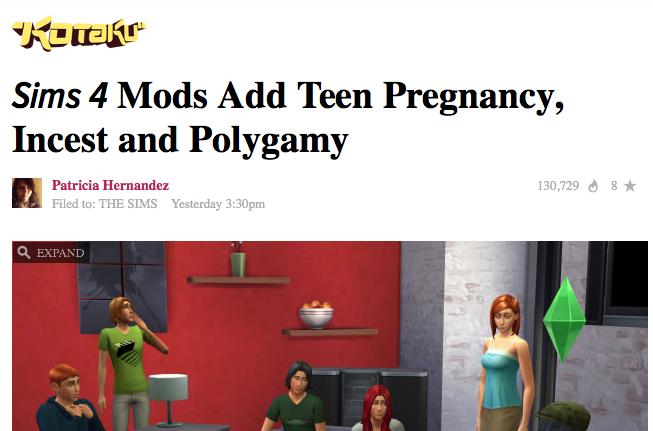 KOTAKU
Sims 4 Mods Add Teen Pregnancy,
Incest and Polygamy
Patricia Hernandez
130,729
8
Filed to: THE SIMS
Yesterday 3:30pm
EXPAND